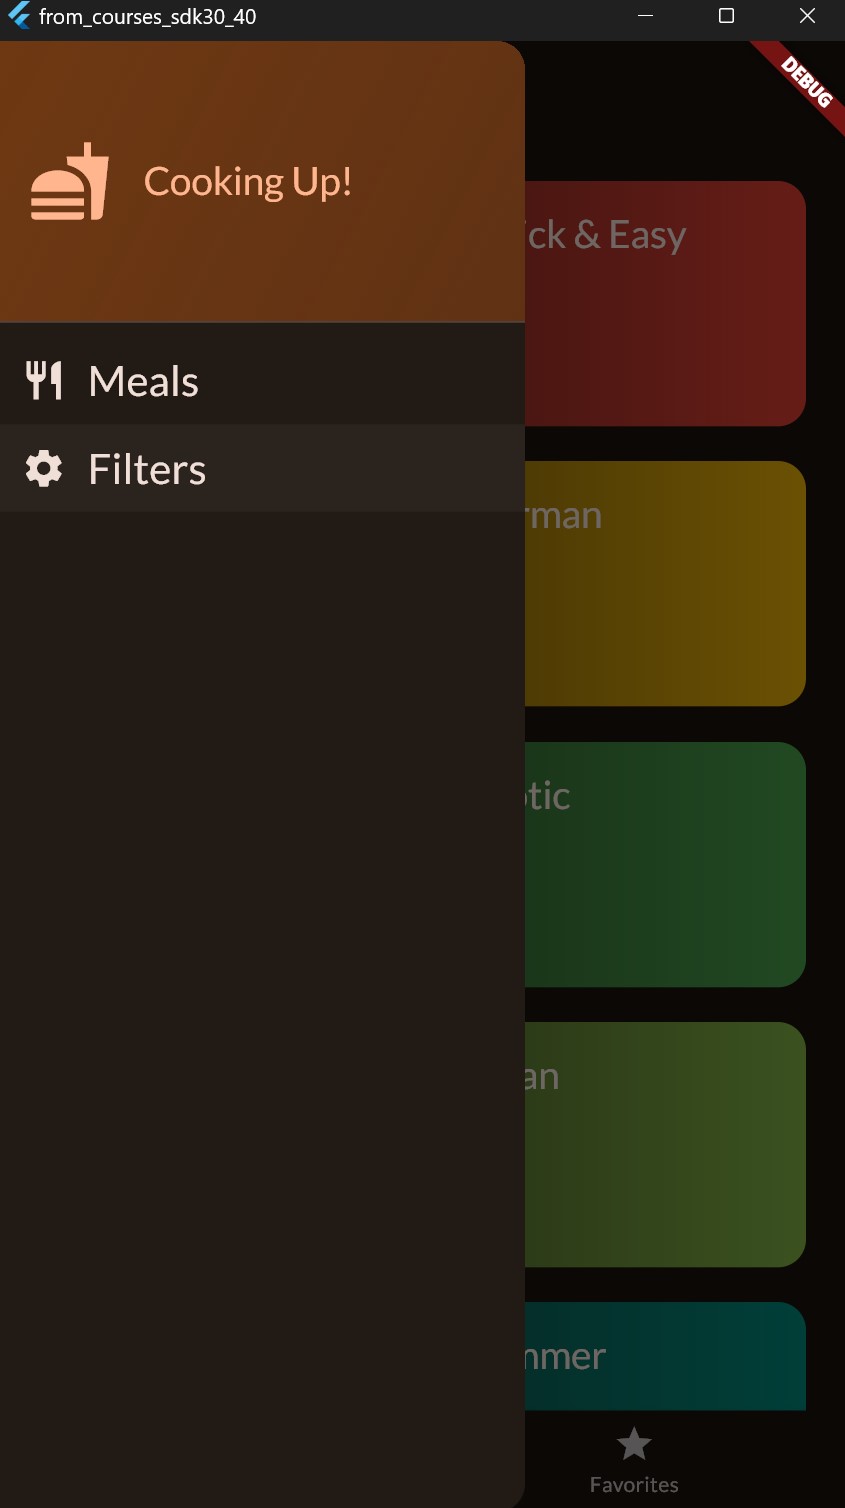 from_courses_sdk30_40
DEBUG
Cooking Up!
ck & Easy
Meals
Filters
rman
tic
an
mmer
Favorites